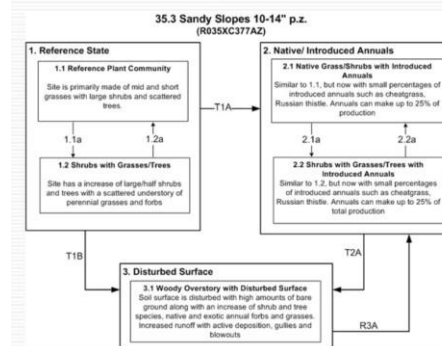 35.3 Sandy Slopes 10-14" p.z.
(R035XC377AZ)
1. Reference State
1.1 Reference Plant Community
Site is primarily made of mid and short
grasses with large shrubs and scattered
trees.
1.1a
1.2a
1.2 Shrubs with Grasses/Trees
Site has a increase of large/half shrubs
and trees with a scattered understory of
perennial grasses and forbs
T1A
2. Native/ Introduced Annuals
2.1 Native Grass/Shrubs with Introduced
Annuals
Similar to 1.1, but now with small percentages of
introduced annuals such as cheatgrass,
Russian thistle. Annuals can make up to 25% of
production
2.1a
2.2a
2.2 Shrubs with Grasses/Trees with
Introduced Annuals
Similar to 1.2, but now with small percentages
of introduced annuals such as cheatgrass,
Russian thistle. Annuals can make up to 25% of
total production
T1B
T2A
3. Disturbed Surface
3.1 Woody Overstory with Disturbed Surface
Soil surface is disturbed with high amounts of bare
ground along with an increase of shrub and tree
species, native and exotic annual forbs and grasses.
Increased runoff with active deposition, gullies and
blowouts
R3A